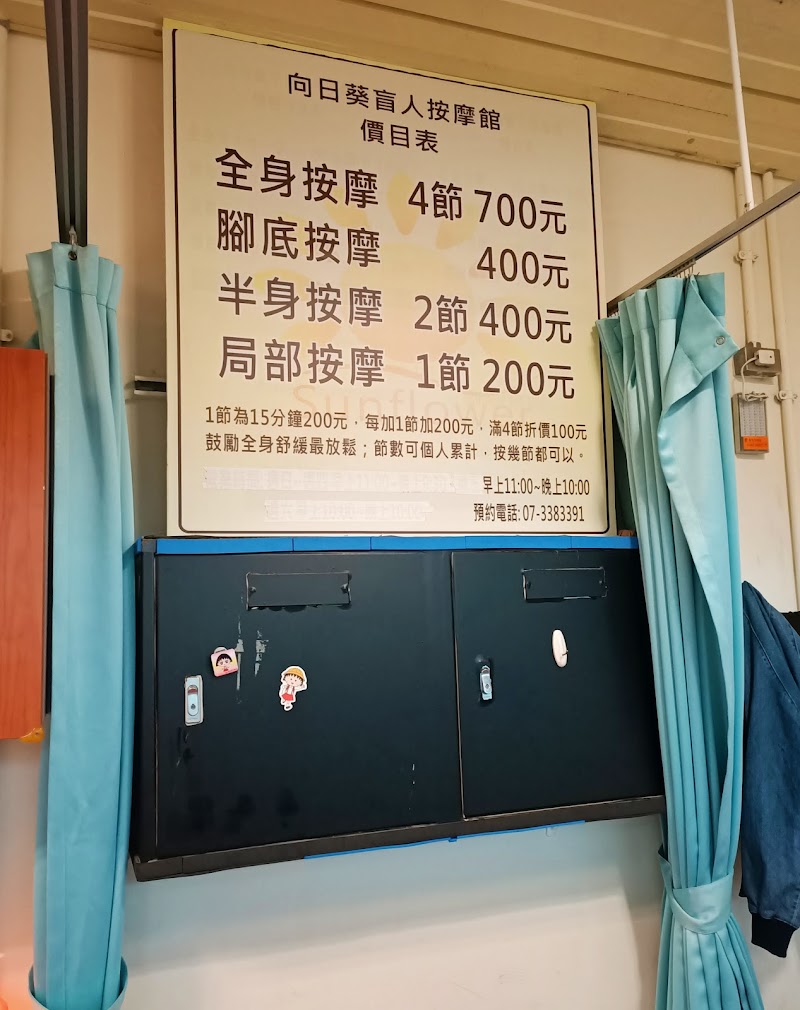 向日葵盲人按摩館
價目表
全身按摩 4節 700元
腳底按摩 400元
半身按摩 2節 400元
局部按摩 1節 200元
Sunflower
1節為15分鐘200元，每加1節加200元，滿4節折價100元
鼓勵全身舒緩最放鬆；節數可個人累計，按幾節都可以。
早上11:00~晚上10:00
預約電話: 07-3383391